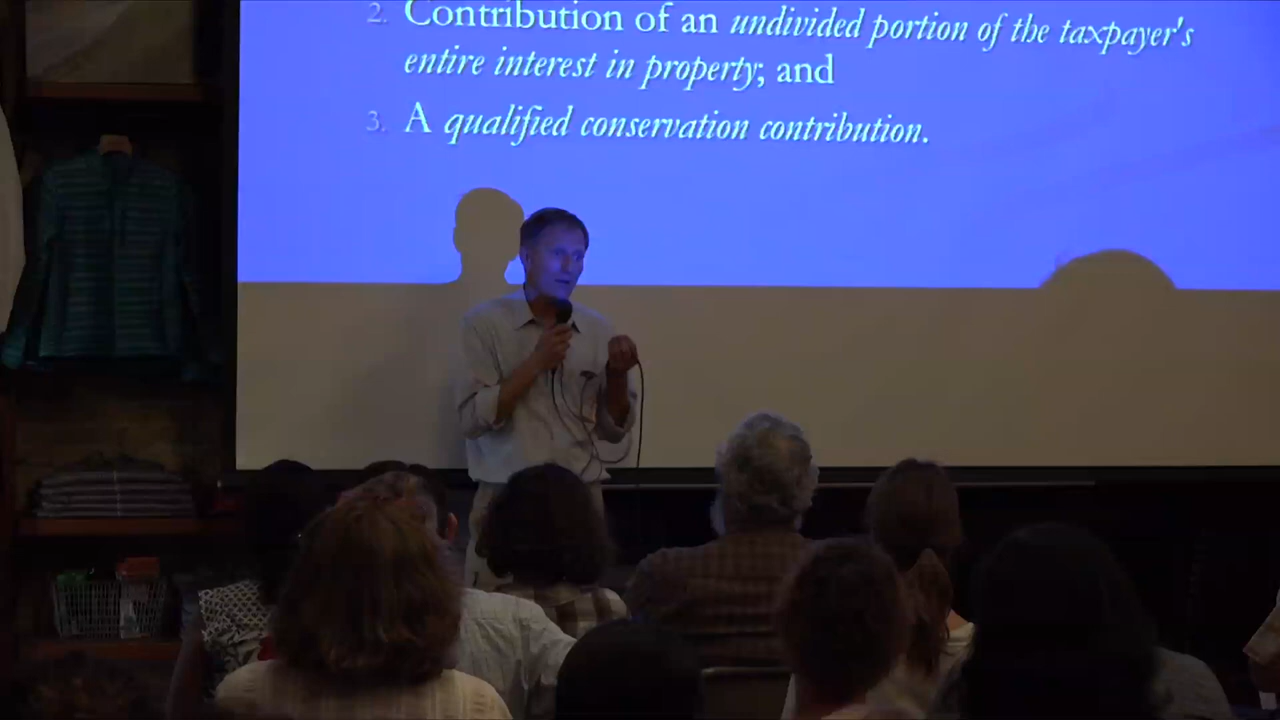 2. Contribution of an undivided portion of the taxpayer's
entire interest in property; and
3. A qualified conservation contribution.